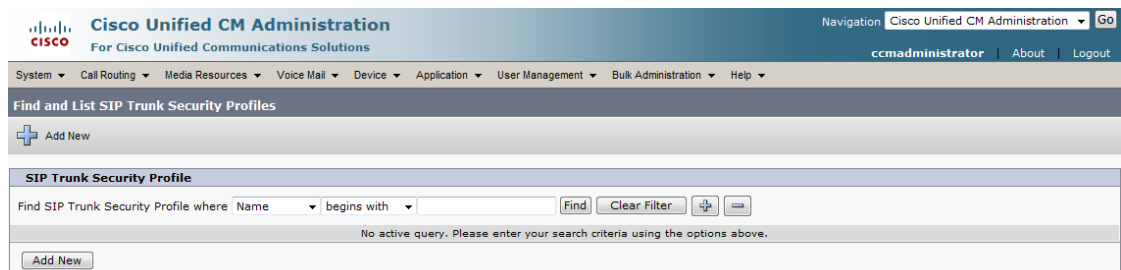 CISCO
Cisco Unified CM Administration
For Cisco Unified Communications Solutions
Navigation Cisco Unified CM Administration Go
ccmadministrator | About | Logout
System Call Routing Media Resources Voice Mail Device Application User Management Bulk Administration Help
Find and List SIP Trunk Security Profiles
Add New
SIP Trunk Security Profile
Find SIP Trunk Security Profile where Name begins with Find Clear Filter
No active query. Please enter your search criteria using the options above.
Add New